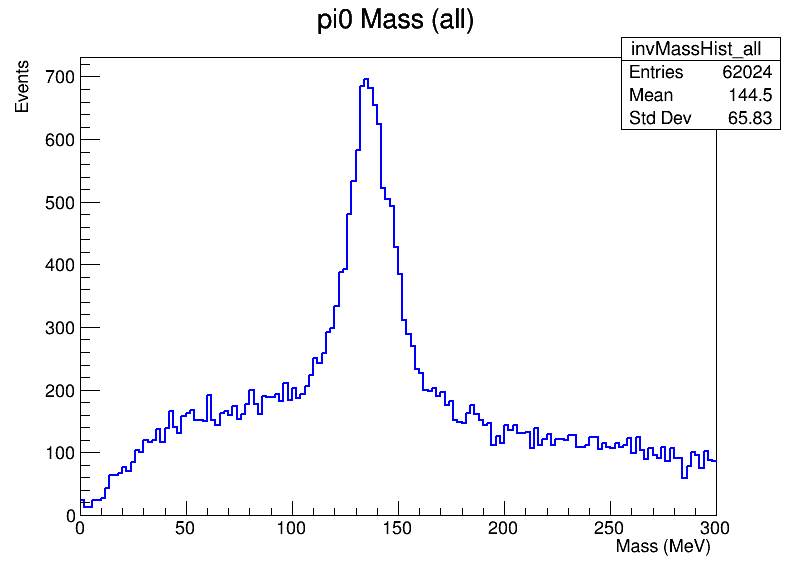 pi0 Mass (all)
invMassHist_all
Entries 62024
Mean 144.5
Std Dev 65.83
Events
700
600
500
400
300
200
100
0
0 50 100 150 200 250 300
Mass (MeV)